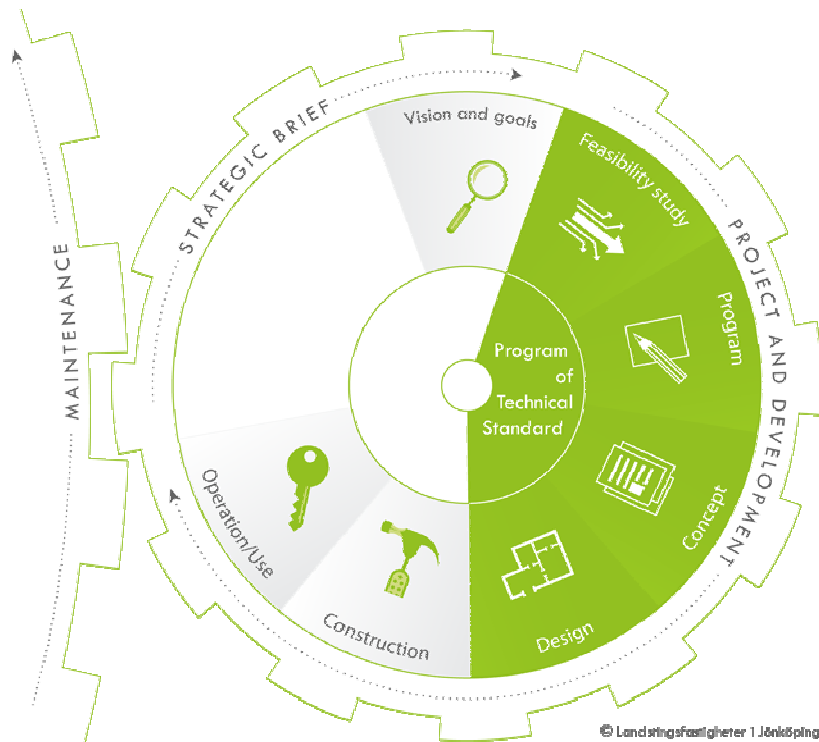 MAINTENANCE
STRATEGIC BRIEF
Vision and goals
Feasibility study
Program
Concept
Design
Construction
Operation/Use
PROJECT AND DEVELOPMENT
Program
of
Technical
Standard
© Landstingsfastigheter i Jönköping